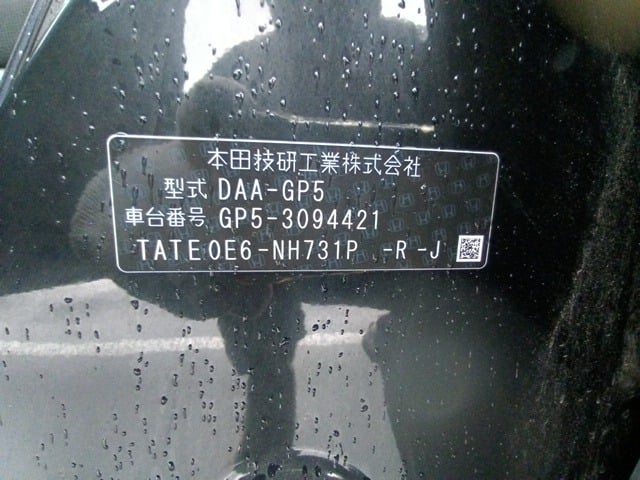 本田技研工業株式会社
型式 DAA-GP5
車台番号 GP5-3094421
TATE0E6-NH731P -R-J